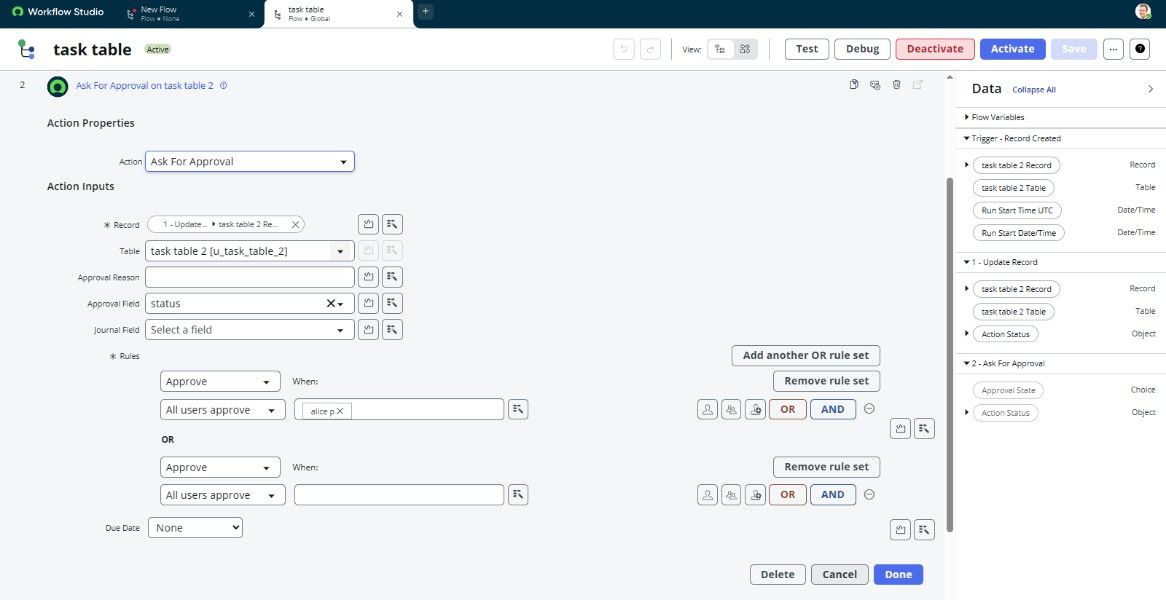 Workflow Studio
New Flow
Flow • None
task table
Flow • Global
task table
Active
View:
Test
Debug
Deactivate
Activate
Save
2
Ask For Approval on task table 2
Action Properties
Action
Ask For Approval
Action Inputs
* Record
1 - Update... ▸ task table 2 Re...
Table
task table 2 [u_task_table_2]
Approval Reason
Approval Field
status
Journal Field
Select a field
* Rules
Add another OR rule set
Approve
When:
Remove rule set
All users approve
alice p
OR
AND
OR
Approve
When:
Remove rule set
All users approve
OR
AND
Due Date
None
Delete
Cancel
Done
Data
Collapse All
Flow Variables
Trigger - Record Created
task table 2 Record
Record
task table 2 Table
Table
Run Start Time UTC
Date/Time
Run Start Date/Time
Date/Time
1 - Update Record
task table 2 Record
Record
task table 2 Table
Table
Action Status
Object
2 - Ask For Approval
Approval State
Choice
Action Status
Object